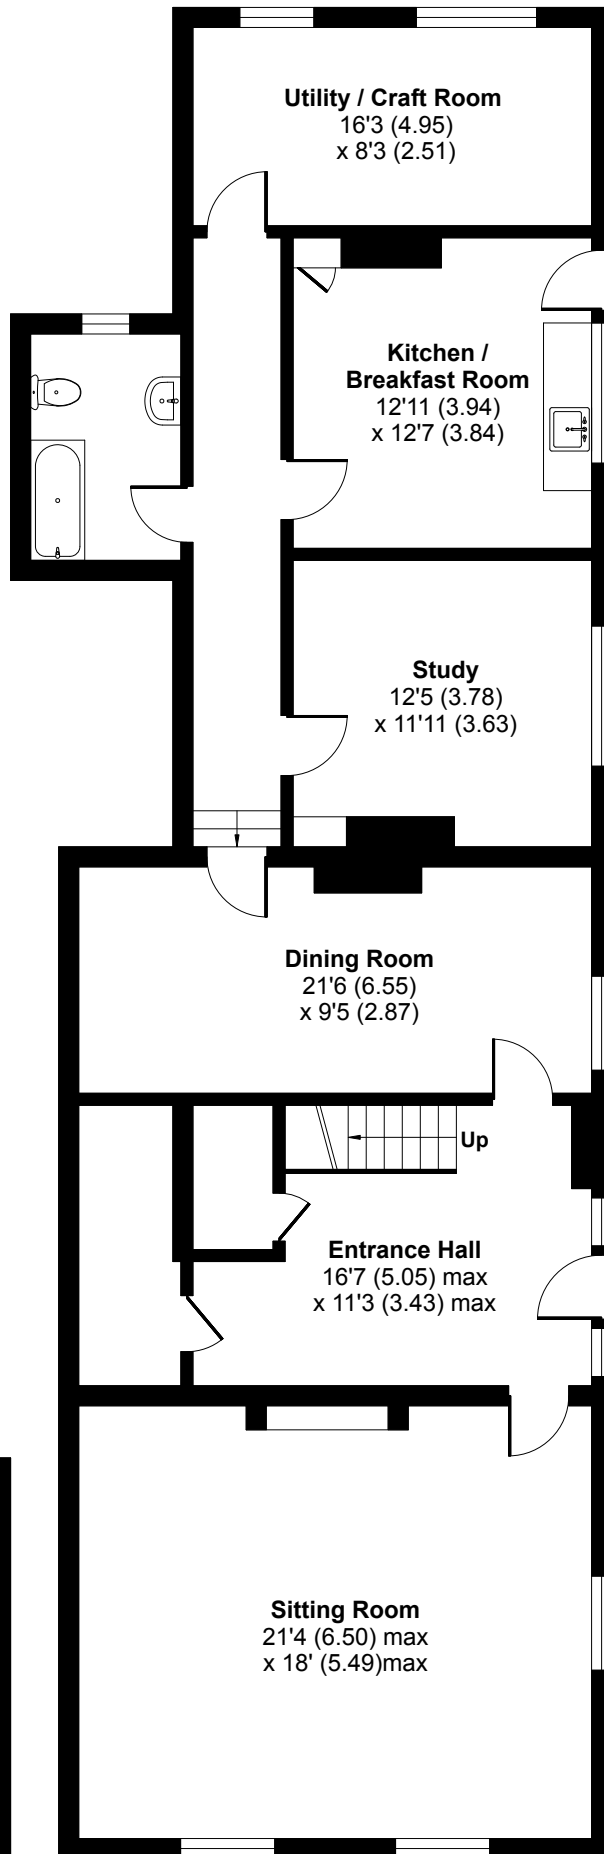 Utility / Craft Room
16'3 (4.95)
x 8'3 (2.51)
Kitchen /
Breakfast Room
12'11 (3.94)
x 12'7 (3.84)
Study
12'5 (3.78)
x 11'11 (3.63)
Dining Room
21'6 (6.55)
x 9'5 (2.87)
Up
Entrance Hall
16'7 (5.05) max
x 11'3 (3.43) max
Sitting Room
21'4 (6.50) max
x 18' (5.49)max